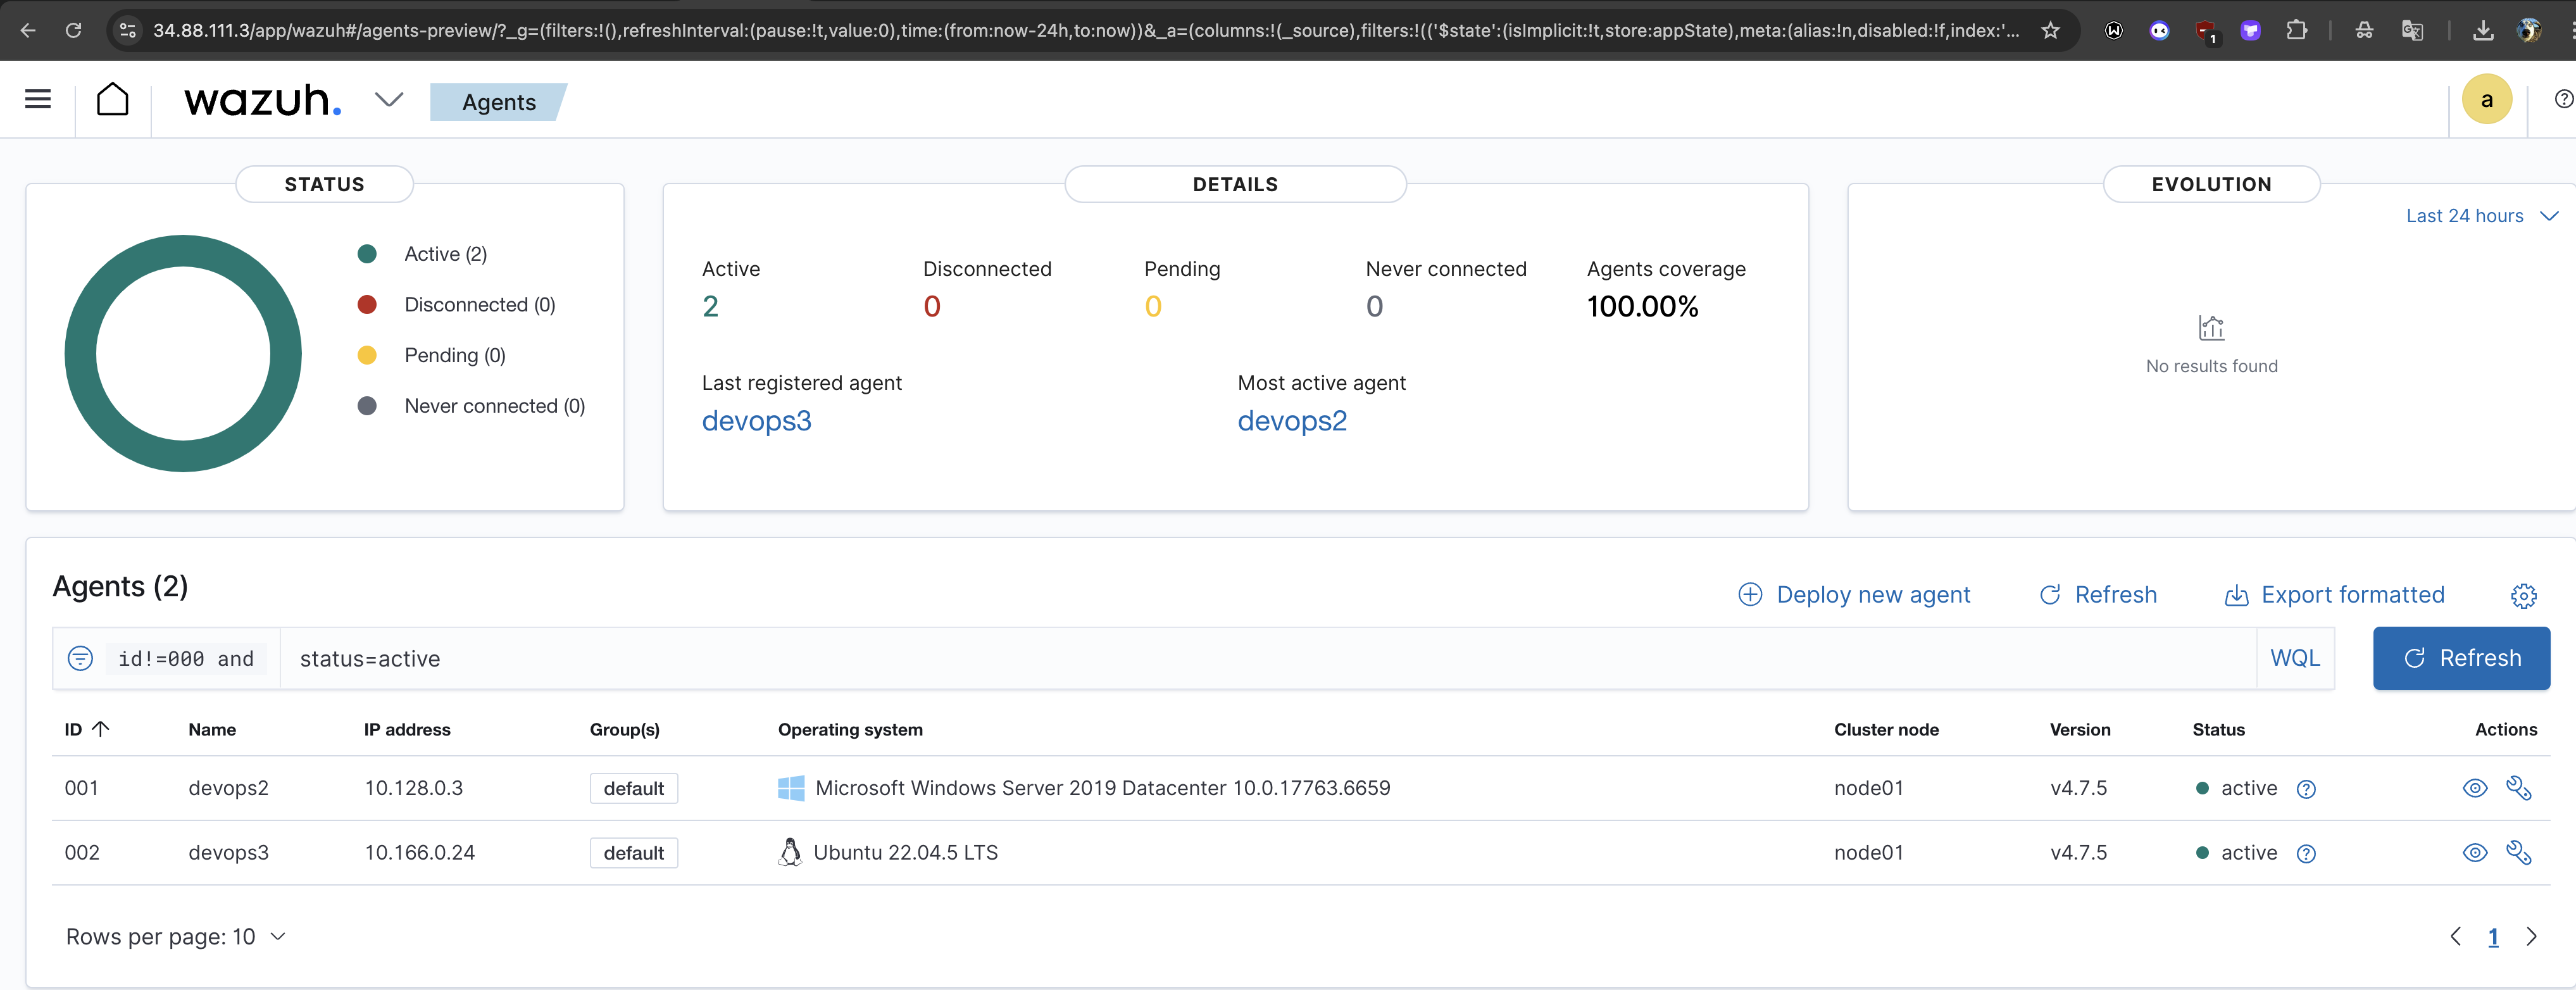 34.88.111.3/app/wazuh#/agents-preview/?_g=(filters:!(),refreshInterval:(pause:!t,value:0),time:(from:now-24h,to:now))&_a=(columns:!(_source),filters:!(('$state':(isImplicit:!t,store:appState),meta:(alias:!n,disabled:!f,index:'...
1
wazuh.
Agents
a
STATUS
Active (2)
Disconnected (0)
Pending (0)
Never connected (0)
DETAILS
Active
2
Disconnected
0
Pending
0
Never connected
0
Agents coverage
100.00%
Last registered agent
devops3
Most active agent
devops2
EVOLUTION
Last 24 hours
No results found
Agents (2)
Deploy new agent
Refresh
Export formatted
id!=000 and status=active
WQL
Refresh
ID Name IP address Group(s) Operating system Cluster node Version Status Actions
001 devops2 10.128.0.3 default Microsoft Windows Server 2019 Datacenter 10.0.17763.6659 node01 v4.7.5 active
002 devops3 10.166.0.24 default Ubuntu 22.04.5 LTS node01 v4.7.5 active
Rows per page: 10
1